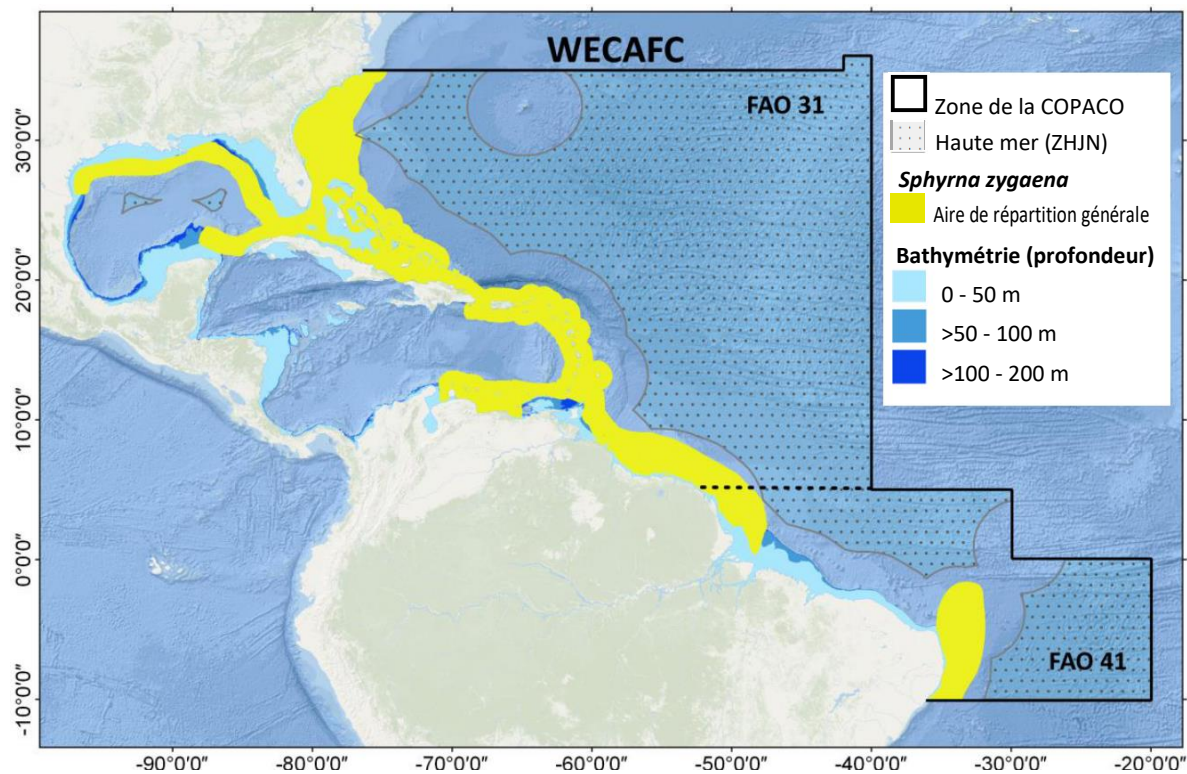 WECAFC
FAO 31
Zone de la COPACO
Haute mer (ZHJN)
Sphyrna zygaena
Aire de répartition générale
Bathymétrie (profondeur)
0 - 50 m
>50 - 100 m
>100 - 200 m
FAO 41
30°0'0"
20°0'0"
10°0'0"
0°0'0"
-10°0'0"
-90°0'0" -80°0'0" -70°0'0" -60°0'0" -50°0'0" -40°0'0" -30°0'0" -20°0'0"